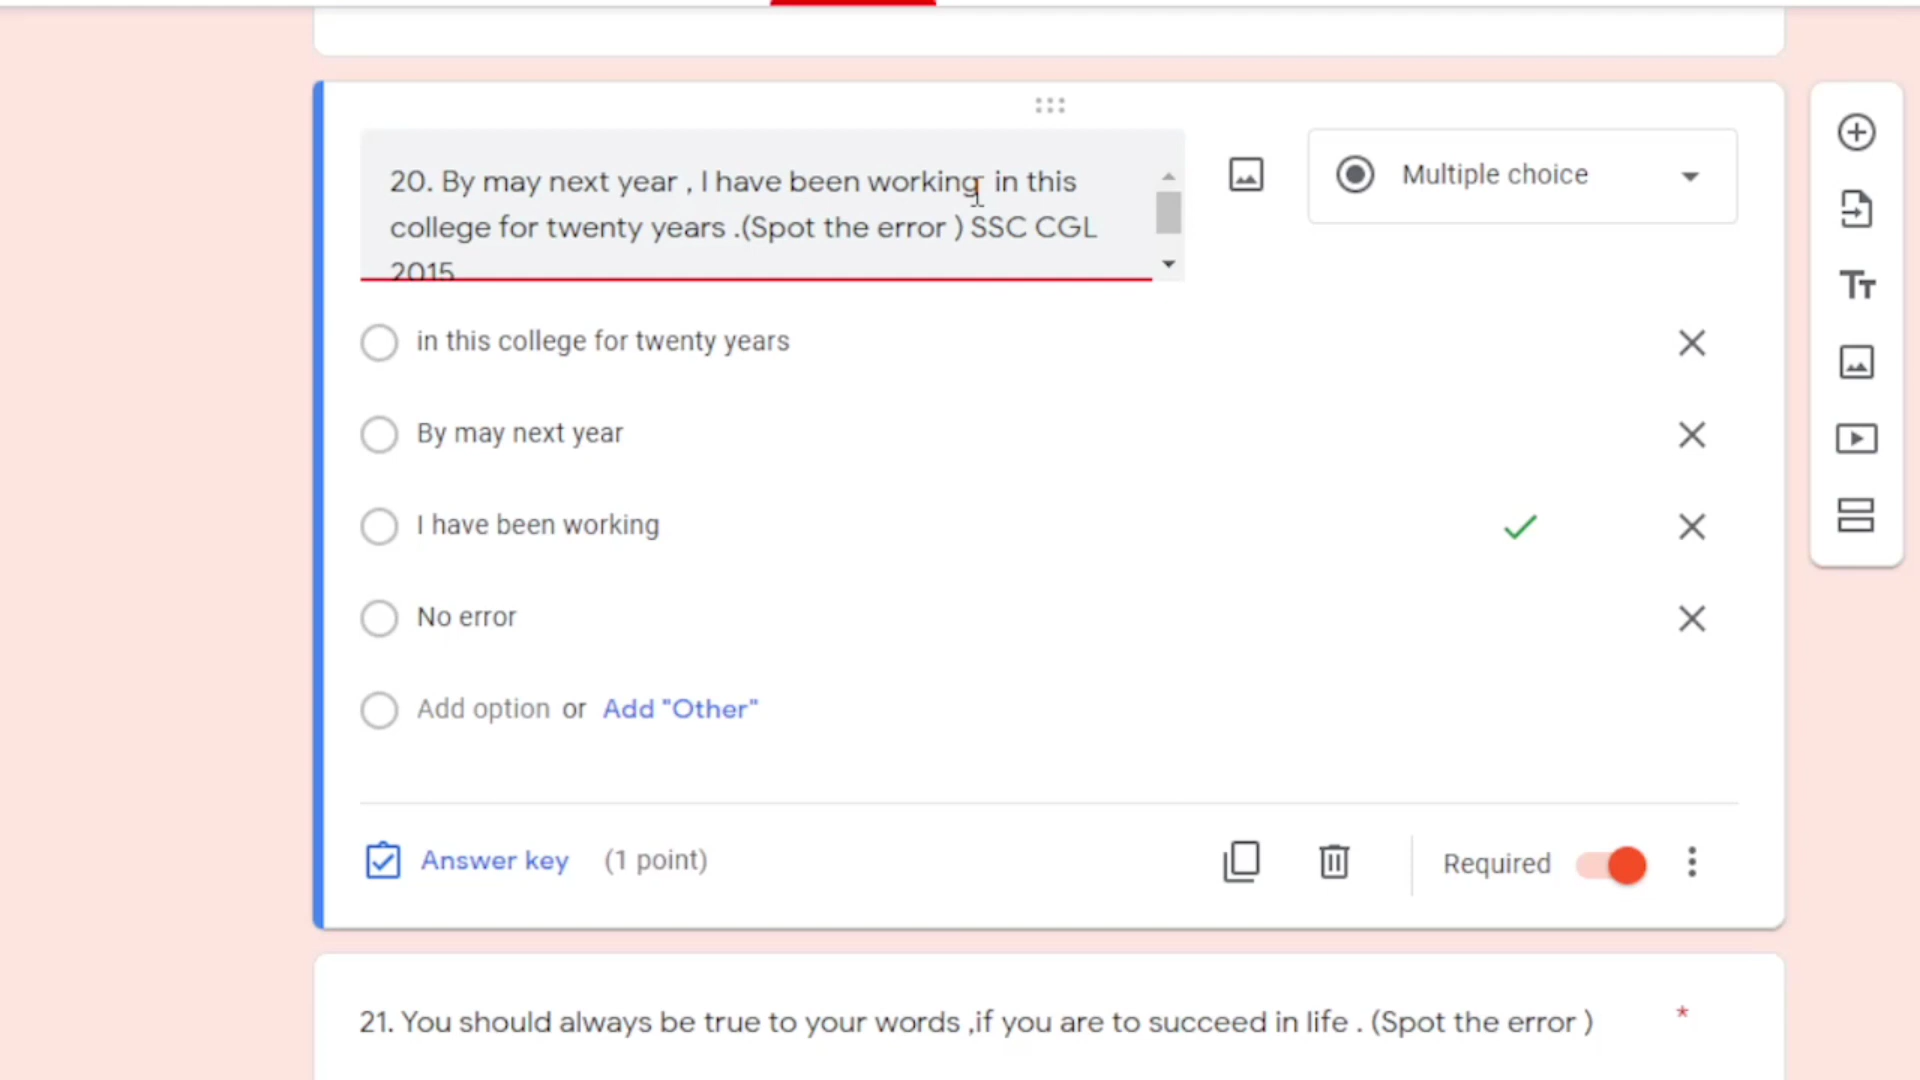 20. By may next year , I have been working in this
college for twenty years .(Spot the error ) SSC CGL
2015
Multiple choice
in this college for twenty years
By may next year
I have been working
No error
Add option or Add "Other"
Answer key (1 point)
Required
21. You should always be true to your words ,if you are to succeed in life . (Spot the error ) *